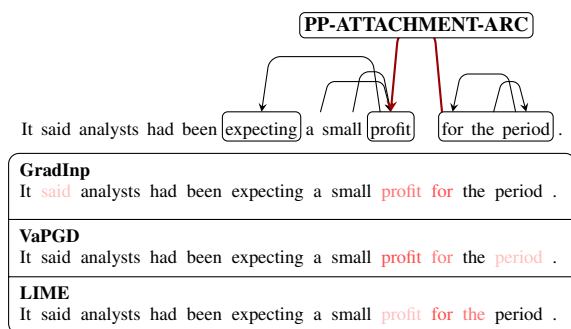 PP-ATTACHMENT-ARC
It said analysts had been expecting a small profit for the period .
GradInp
It said analysts had been expecting a small profit for the period .
VaPGD
It said analysts had been expecting a small profit for the period .
LIME
It said analysts had been expecting a small profit for the period .